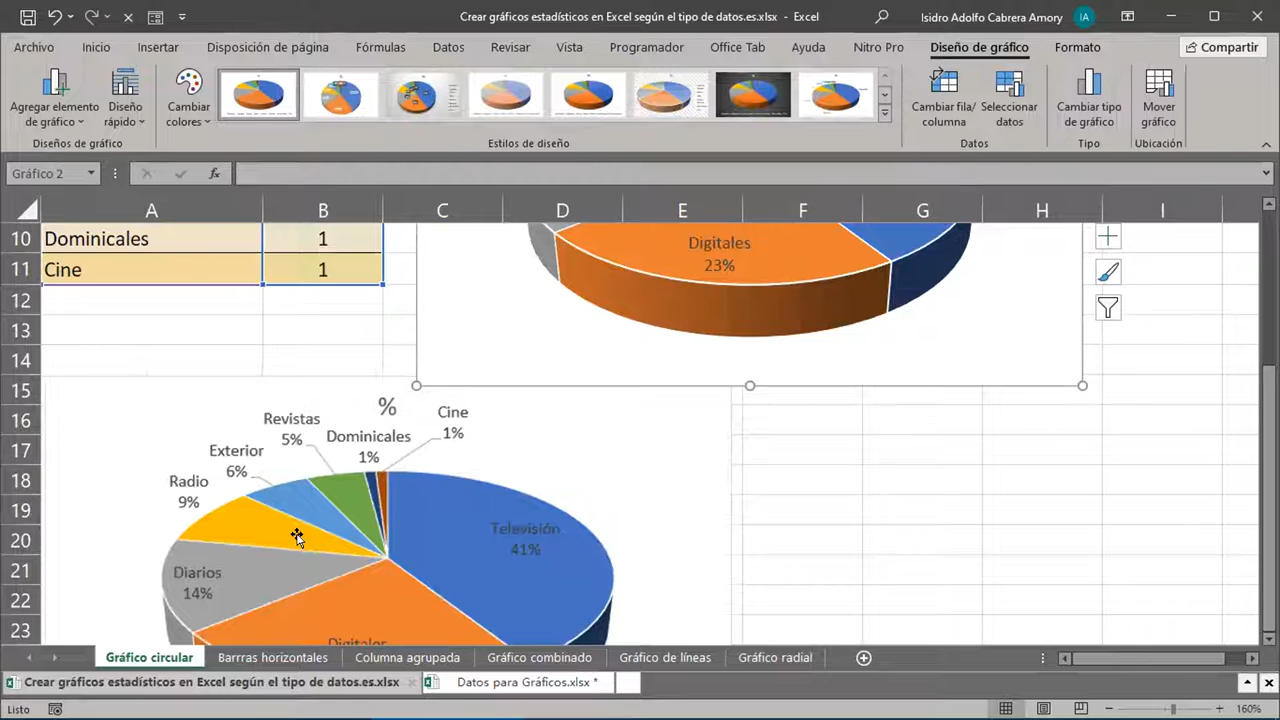 Crear gráficos estadísticos en Excel según el tipo de datos.es.xlsx - Excel
Isidro Adolfo Cabrera Amory
IA
Archivo Inicio Insertar Disposición de página Fórmulas Datos Revisar Vista Programador Office Tab Ayuda Nitro Pro Diseño de gráfico Formato Compartir
Agregar elemento de gráfico
Diseño rápido
Cambiar colores
Cambiar fila/ columna
Seleccionar datos
Cambiar tipo de gráfico
Mover gráfico
Diseños de gráfico
Estilos de diseño
Datos
Tipo
Ubicación
Gráfico 2
fx
A B C D E F G H I
10 Dominicales 1
11 Cine 1
12
13
14
15
16
17
18
19
20
21
22
23
Digitales
23%
%
Cine
1%
Revistas
5%
Dominicales
1%
Exterior
6%
Radio
9%
Televisión
41%
Diarios
14%
Digitales
Gráfico circular Barrras horizontales Columna agrupada Gráfico combinado Gráfico de líneas Gráfico radial
Crear gráficos estadísticos en Excel según el tipo de datos.es.xlsx
Datos para Gráficos.xlsx *
Listo
160%